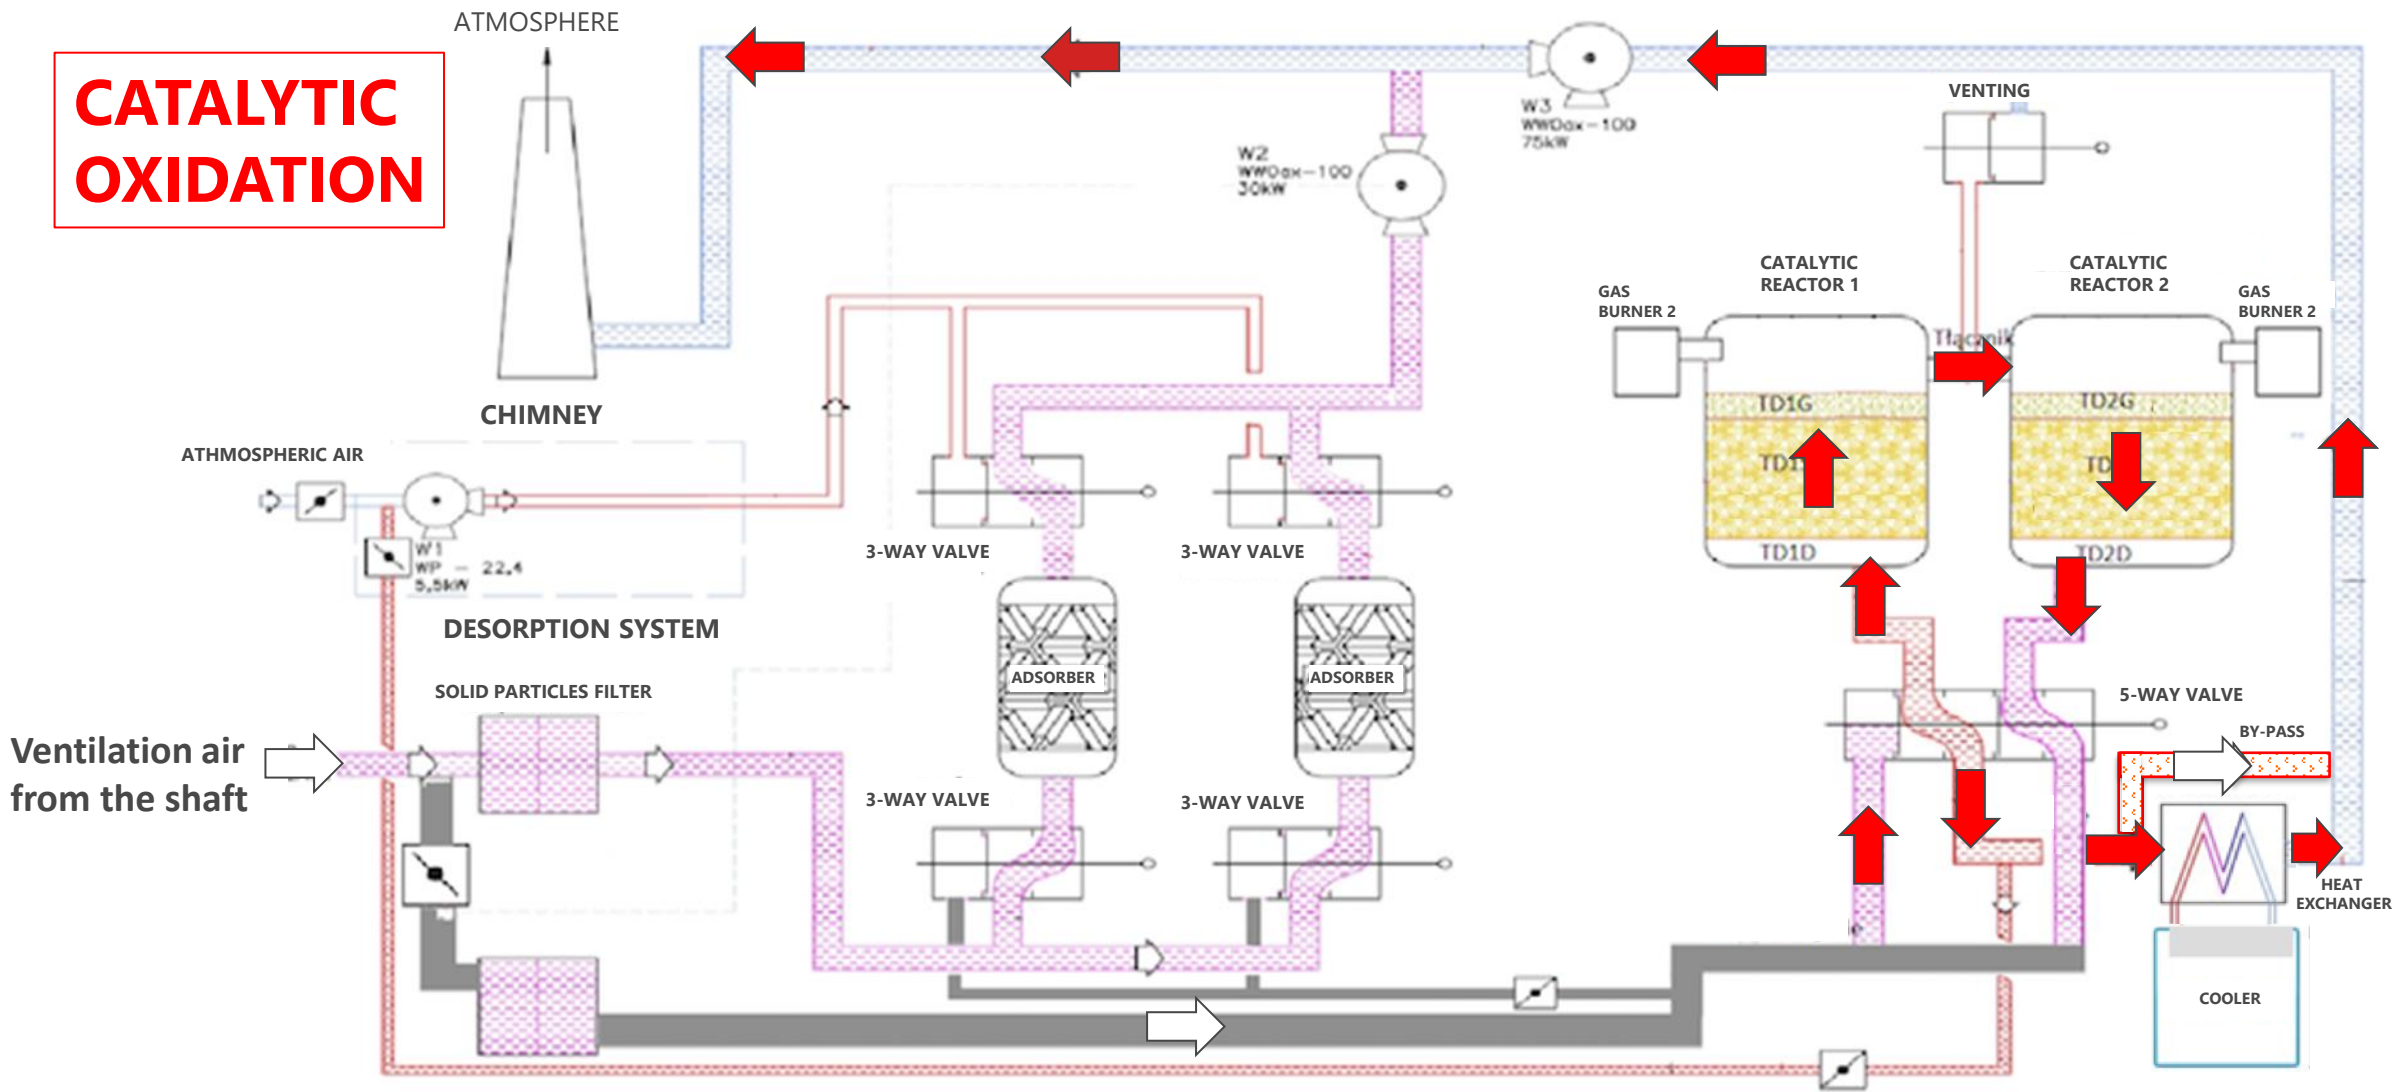 ATMOSPHERE
CATALYTIC
OXIDATION
W3
WWOax-100
75kW
VENTING
W2
WWOax-100
30kW
CATALYTIC
REACTOR 1
CATALYTIC
REACTOR 2
GAS
BURNER 2
GAS
BURNER 2
TD1G
TD2G
CHIMNEY
ATHMOSPHERIC AIR
W1
WP - 22,4
5,5kW
3-WAY VALVE
3-WAY VALVE
TD1D
TD2D
DESORPTION SYSTEM
SOLID PARTICLES FILTER
ADSORBER
ADSORBER
5-WAY VALVE
BY-PASS
Ventilation air
from the shaft
3-WAY VALVE
3-WAY VALVE
HEAT
EXCHANGER
COOLER